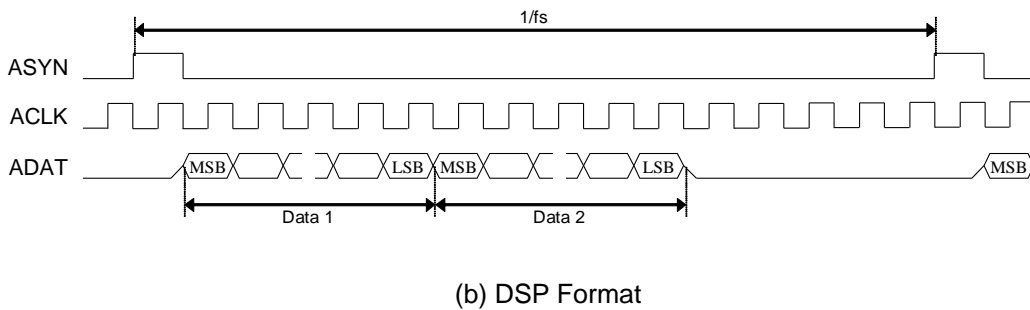 1/fs
ASYN
ACLK
ADAT MSB LSB MSB LSB MSB
Data 1 Data 2
(b) DSP Format